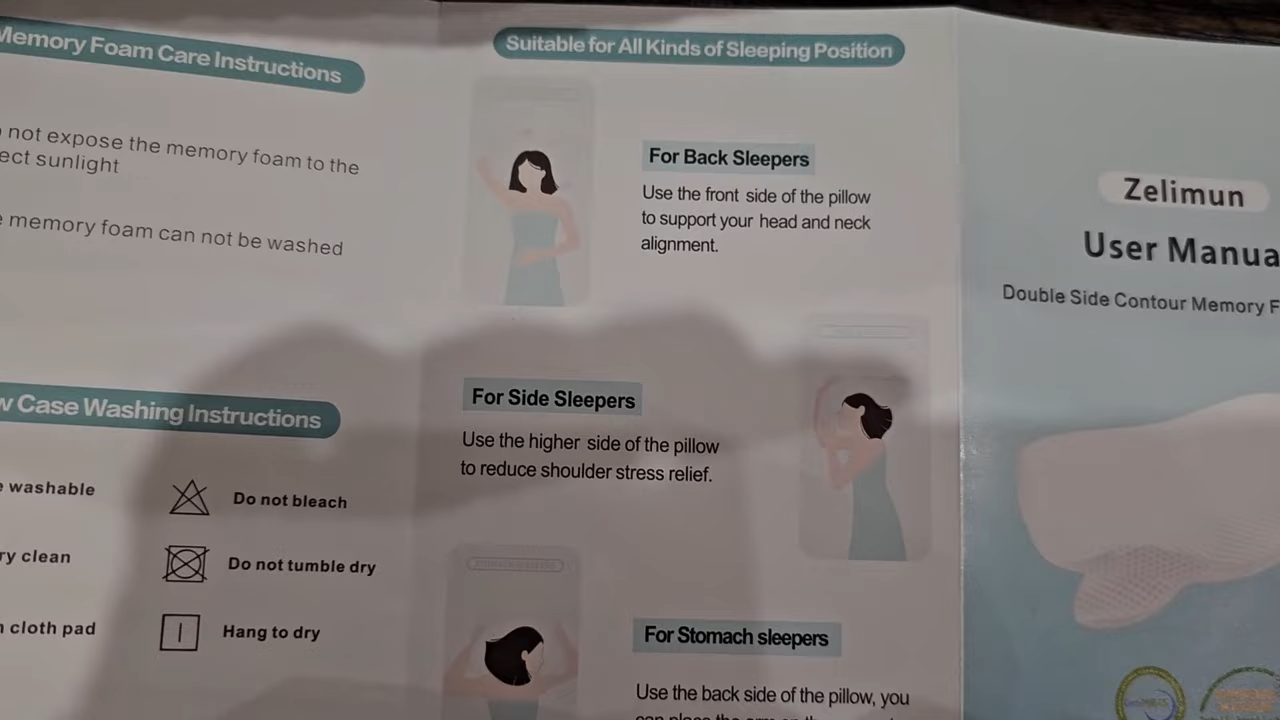 Memory Foam Care Instructions
not expose the memory foam to the
sunlight
memory foam can not be washed
Case Washing Instructions
washable
Do not bleach
clean
Do not tumble dry
cloth pad
Hang to dry
Suitable for All Kinds of Sleeping Position
For Back Sleepers
Use the front side of the pillow
to support your head and neck
alignment.
For Side Sleepers
Use the higher side of the pillow
to reduce shoulder stress relief.
For Stomach sleepers
Use the back side of the pillow, you
Zelimun
User Manua
Double Side Contour Memory F